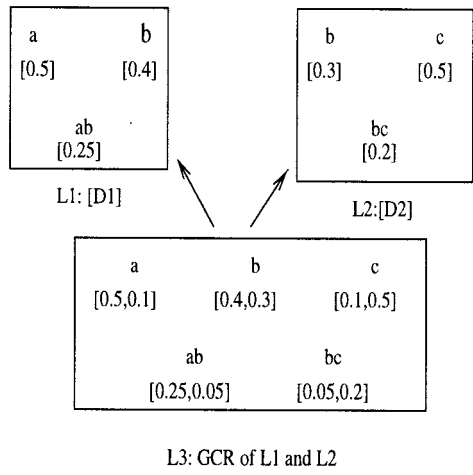 a b
[0.5] [0.4]
ab
[0.25]
L1: [D1]
b c
[0.3] [0.5]
bc
[0.2]
L2:[D2]
a b c
[0.5,0.1] [0.4,0.3] [0.1,0.5]
ab bc
[0.25,0.05] [0.05,0.2]
L3: GCR of L1 and L2